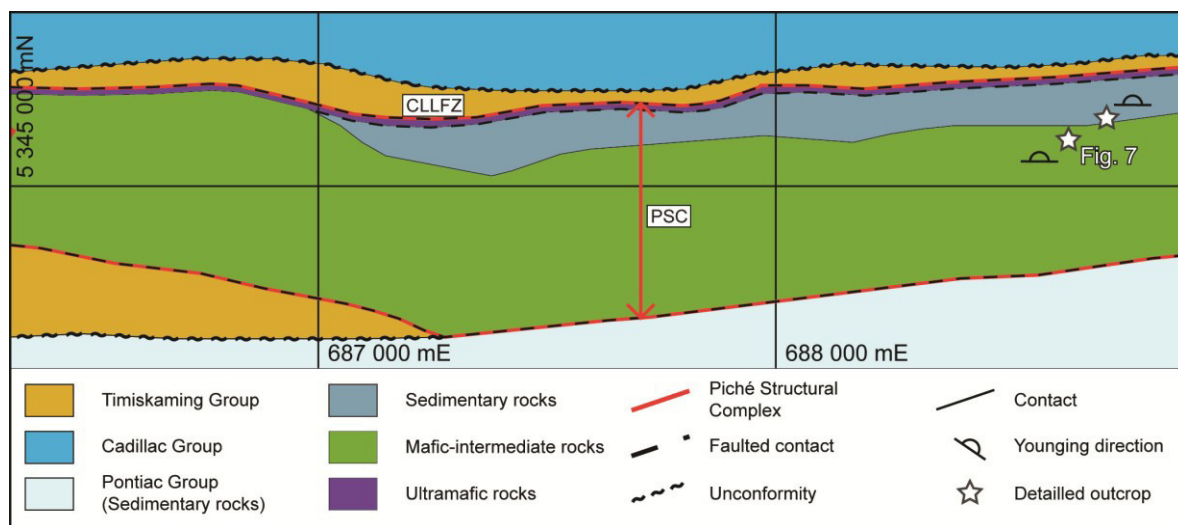 5 345 000 mN
CLLFZ
Fig. 7
PSC
687 000 mE
688 000 mE
Timiskaming Group
Sedimentary rocks
Piché Structural
Complex
Contact
Cadillac Group
Mafic-intermediate rocks
Faulted contact
Younging direction
Pontiac Group
(Sedimentary rocks)
Ultramafic rocks
Unconformity
Detailled outcrop